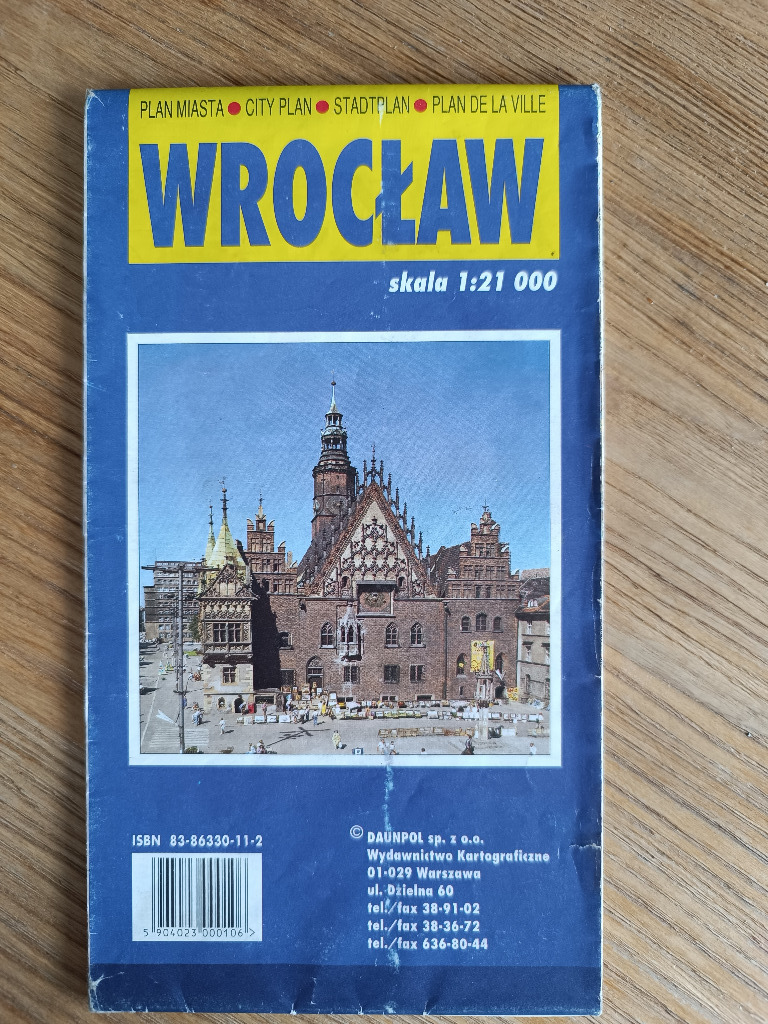 PLAN MIASTA ● CITY PLAN ● STADTPLAN ● PLAN DE LA VILLE
WROCŁAW
skala 1:21 000
ISBN 83-86330-11-2
5 904023 000106 >
© DAUNPOL sp. z o.o.
Wydawnictwo Kartograficzne
01-029 Warszawa
ul. Dzielna 60
tel./fax 38-91-02
tel./fax 38-36-72
tel./fax 636-80-44